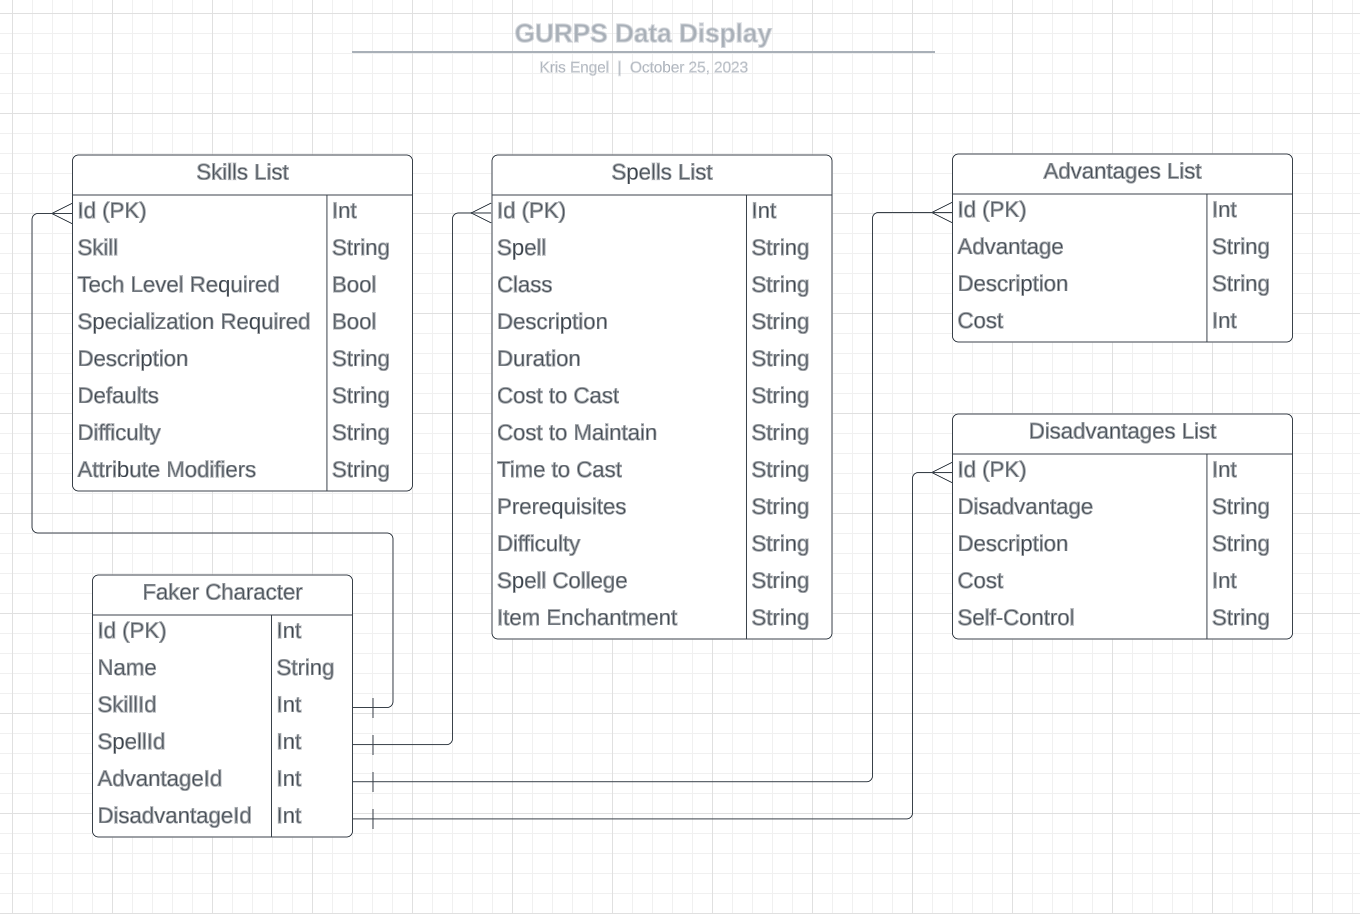 GURPS Data Display
Kris Engel | October 25, 2023
Skills List
Id (PK) Int
Skill String
Tech Level Required Bool
Specialization Required Bool
Description String
Defaults String
Difficulty String
Attribute Modifiers String
Spells List
Id (PK) Int
Spell String
Class String
Description String
Duration String
Cost to Cast String
Cost to Maintain String
Time to Cast String
Prerequisites String
Difficulty String
Spell College String
Item Enchantment String
Advantages List
Id (PK) Int
Advantage String
Description String
Cost Int
Disadvantages List
Id (PK) Int
Disadvantage String
Description String
Cost Int
Self-Control String
Faker Character
Id (PK) Int
Name String
SkillId Int
SpellId Int
AdvantageId Int
DisadvantageId Int